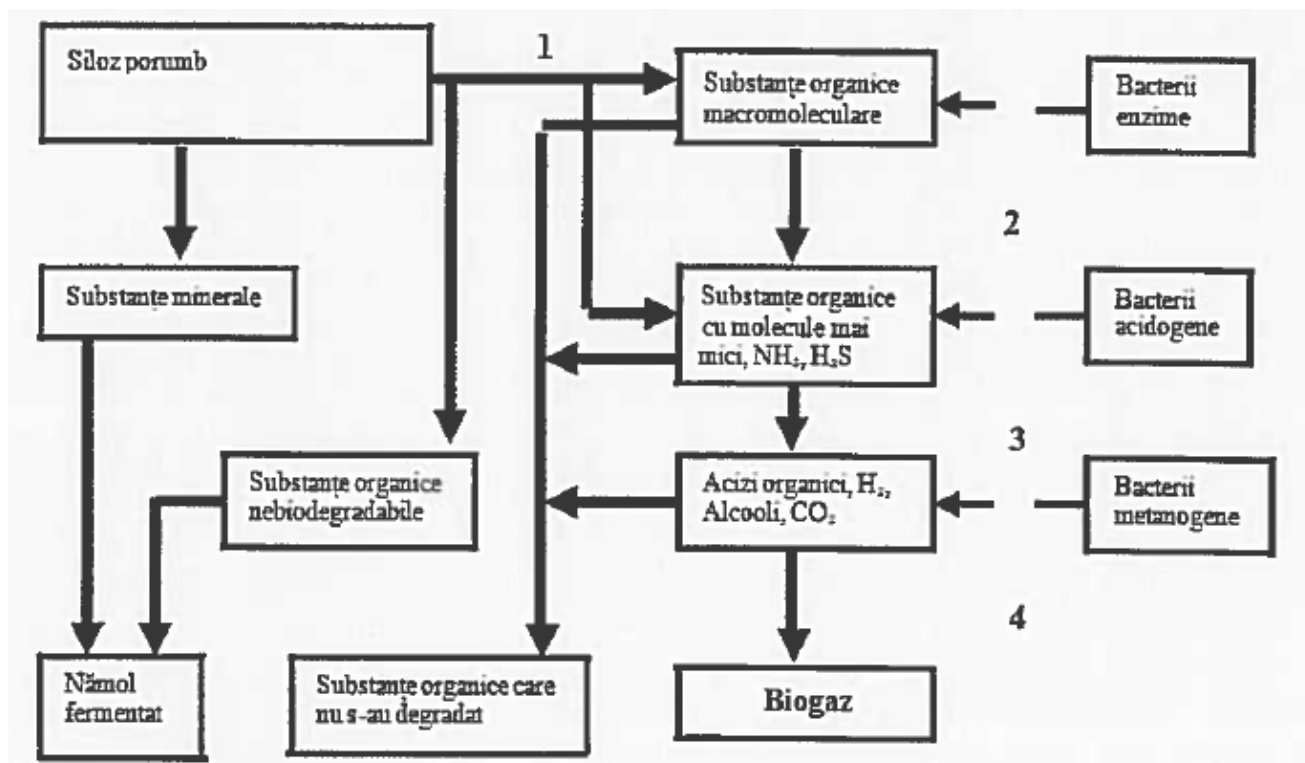 Siloz porumb
1
Substanțe organice
macromoleculare
Bacterii
enzime
2
Substanțe minerale
Substanțe organice
cu molecule mai
mici, NH₃, H₂S
Bacterii
acidogene
3
Substanțe organice
nebiodegradabile
Acizi organici, H₂,
Alcooli, CO₂
Bacterii
metanogene
4
Nămol
fermentat
Substanțe organice care
nu s-au degradat
Biogaz